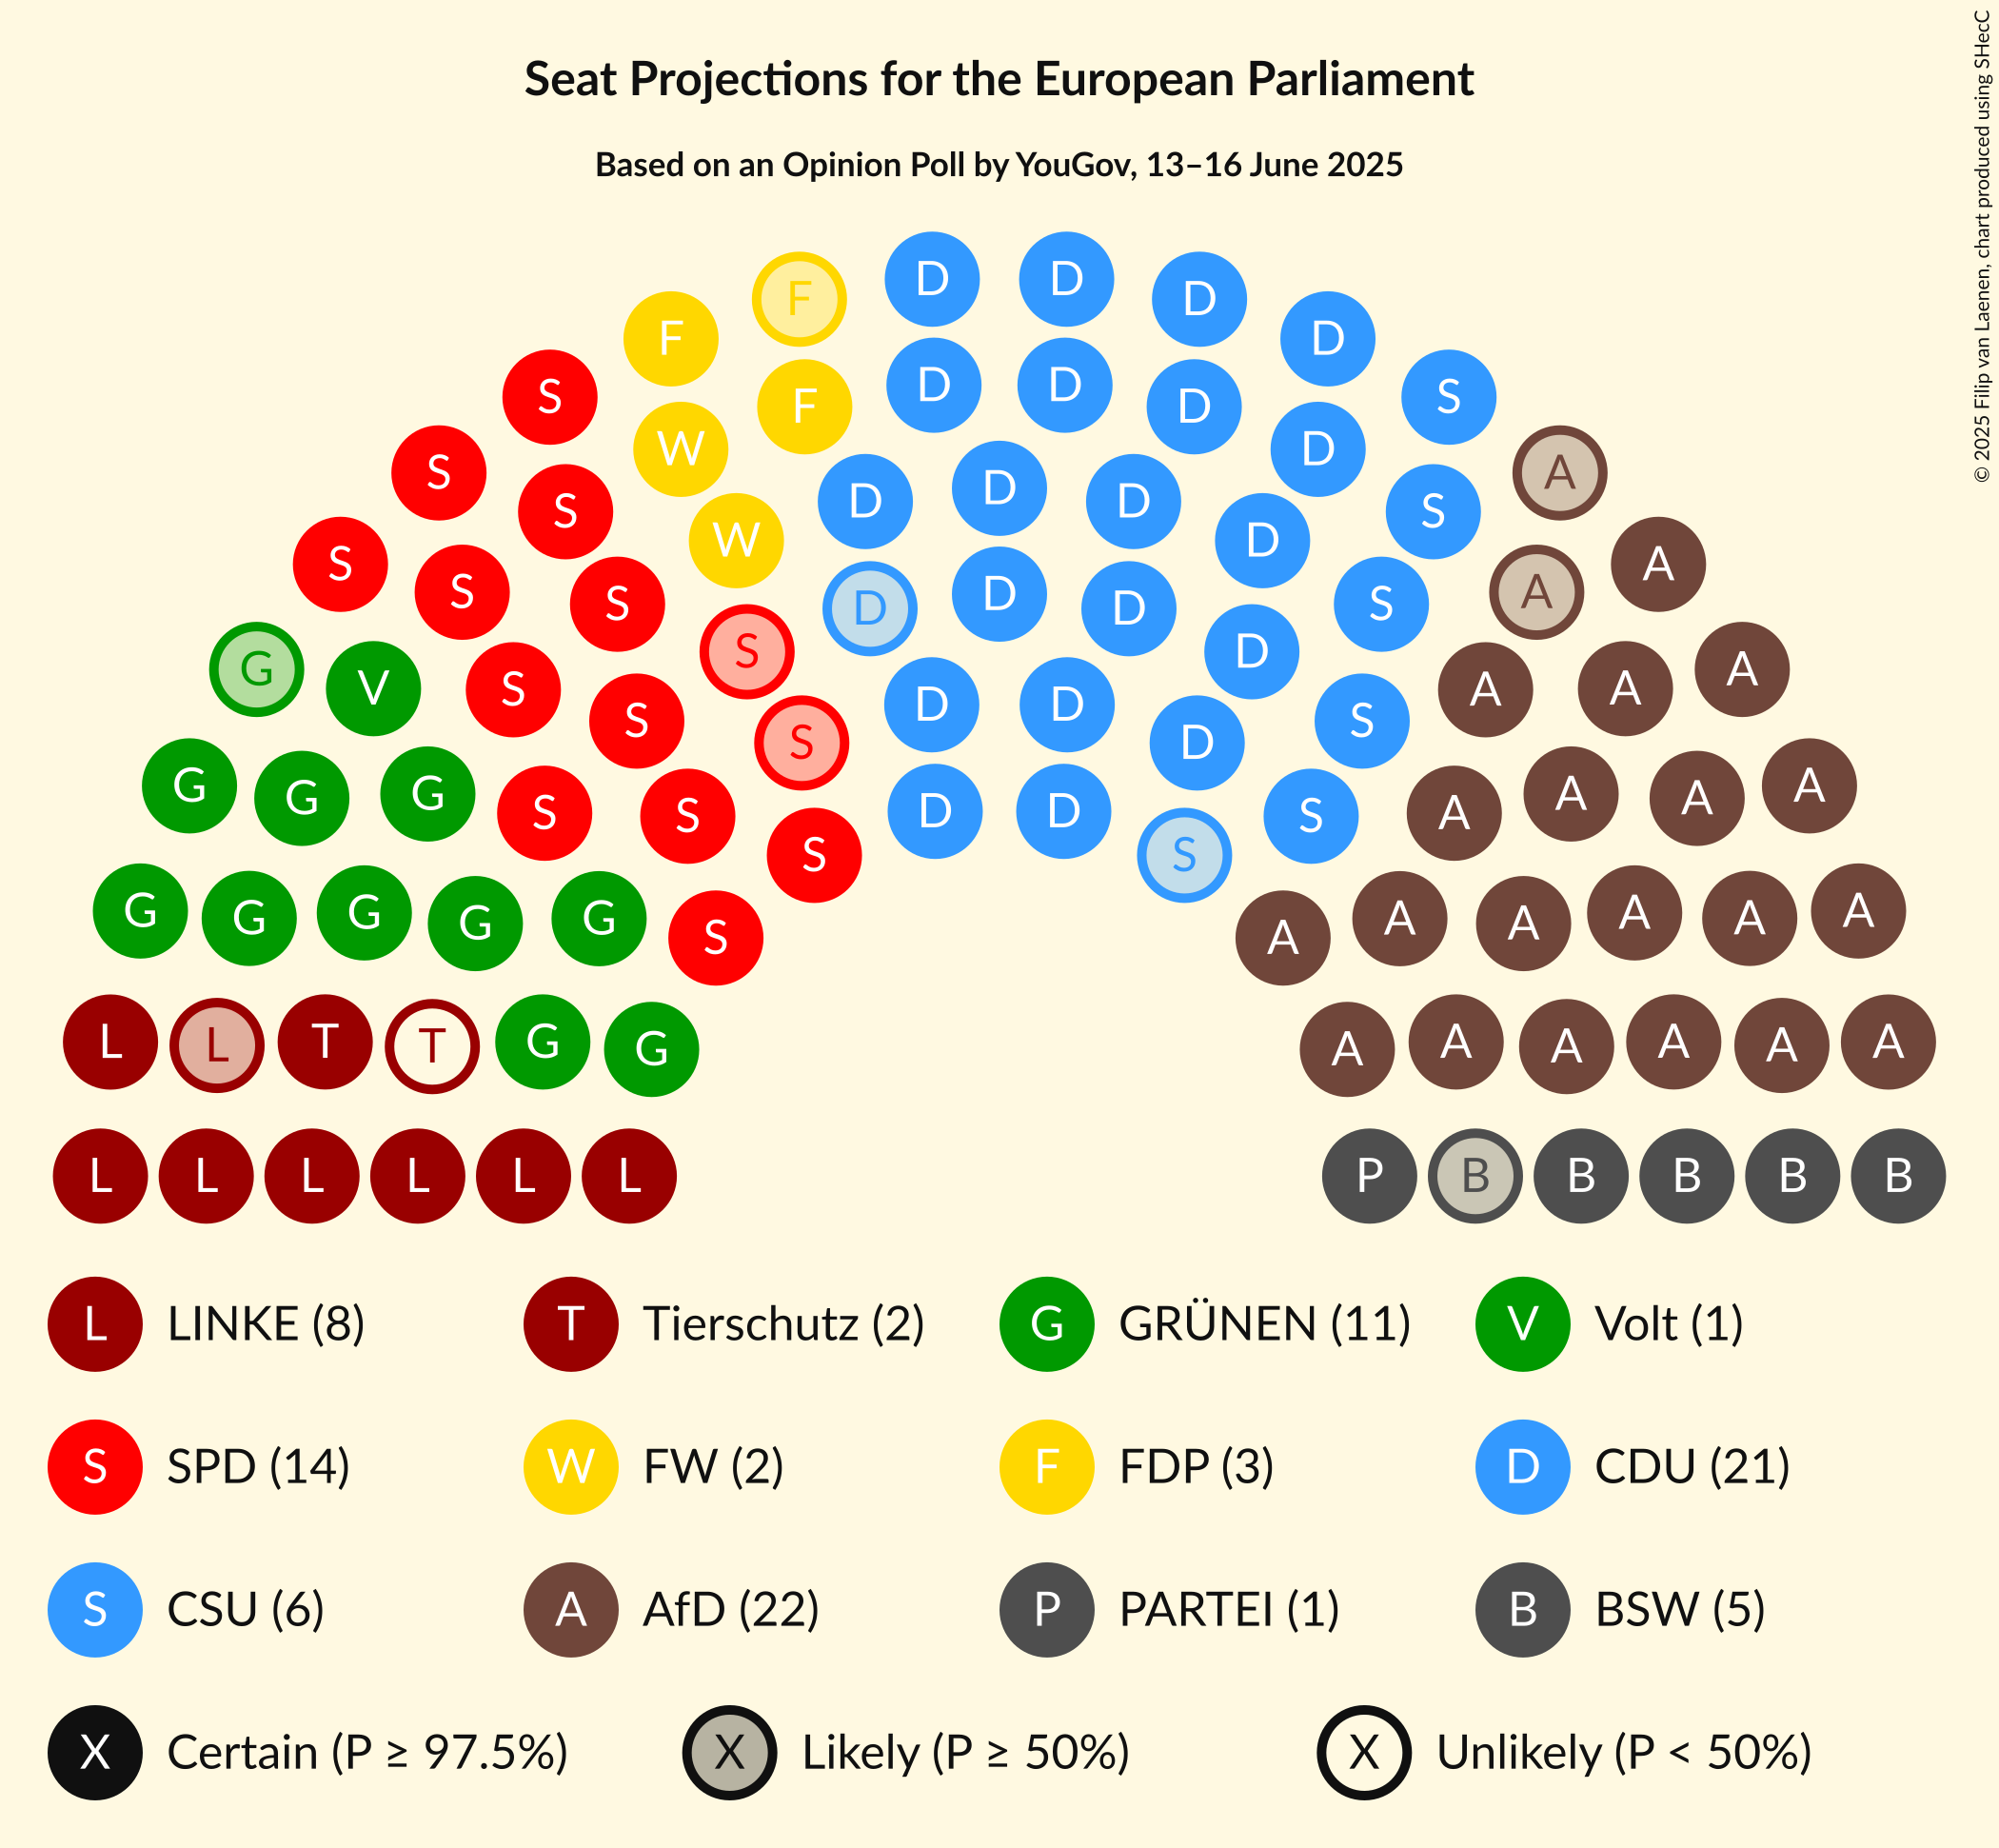 Seat Projections for the European Parliament
Based on an Opinion Poll by YouGov, 13–16 June 2025
© 2025 Filip van Laenen, chart produced using SHecC
D D
F D
F D
D D
F D
S S
W D
D
D D
S A
S S
W D
S A
S A
S D
D D
S
S D
G A
V S A A
S S
D D
S D
G G G A A A
S S S A
D D
S S
G G G G G A A A A A
S A
L L T T G G A A A A A A
L L L L L L P B B B B B
L LINKE (8) T Tierschutz (2) G GRÜNEN (11) V Volt (1)
S SPD (14) W FW (2) F FDP (3) D CDU (21)
S CSU (6) A AfD (22) P PARTEI (1) B BSW (5)
X Certain (P ≥ 97.5%) X Likely (P ≥ 50%) X Unlikely (P < 50%)